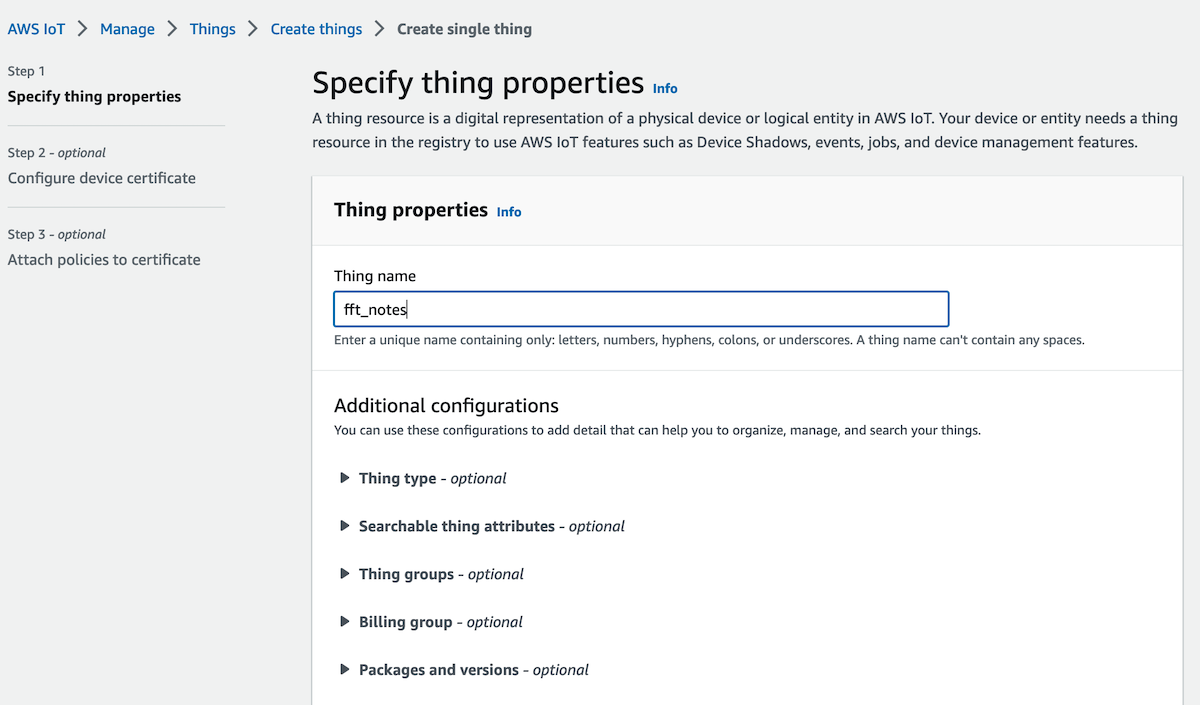 AWS IoT > Manage > Things > Create things > Create single thing
Step 1
Specify thing properties
Step 2 - optional
Configure device certificate
Step 3 - optional
Attach policies to certificate
Specify thing properties Info
A thing resource is a digital representation of a physical device or logical entity in AWS IoT. Your device or entity needs a thing
resource in the registry to use AWS IoT features such as Device Shadows, events, jobs, and device management features.
Thing properties Info
Thing name
fft_notes
Enter a unique name containing only: letters, numbers, hyphens, colons, or underscores. A thing name can't contain any spaces.
Additional configurations
You can use these configurations to add detail that can help you to organize, manage, and search your things.
Thing type - optional
Searchable thing attributes - optional
Thing groups - optional
Billing group - optional
Packages and versions - optional